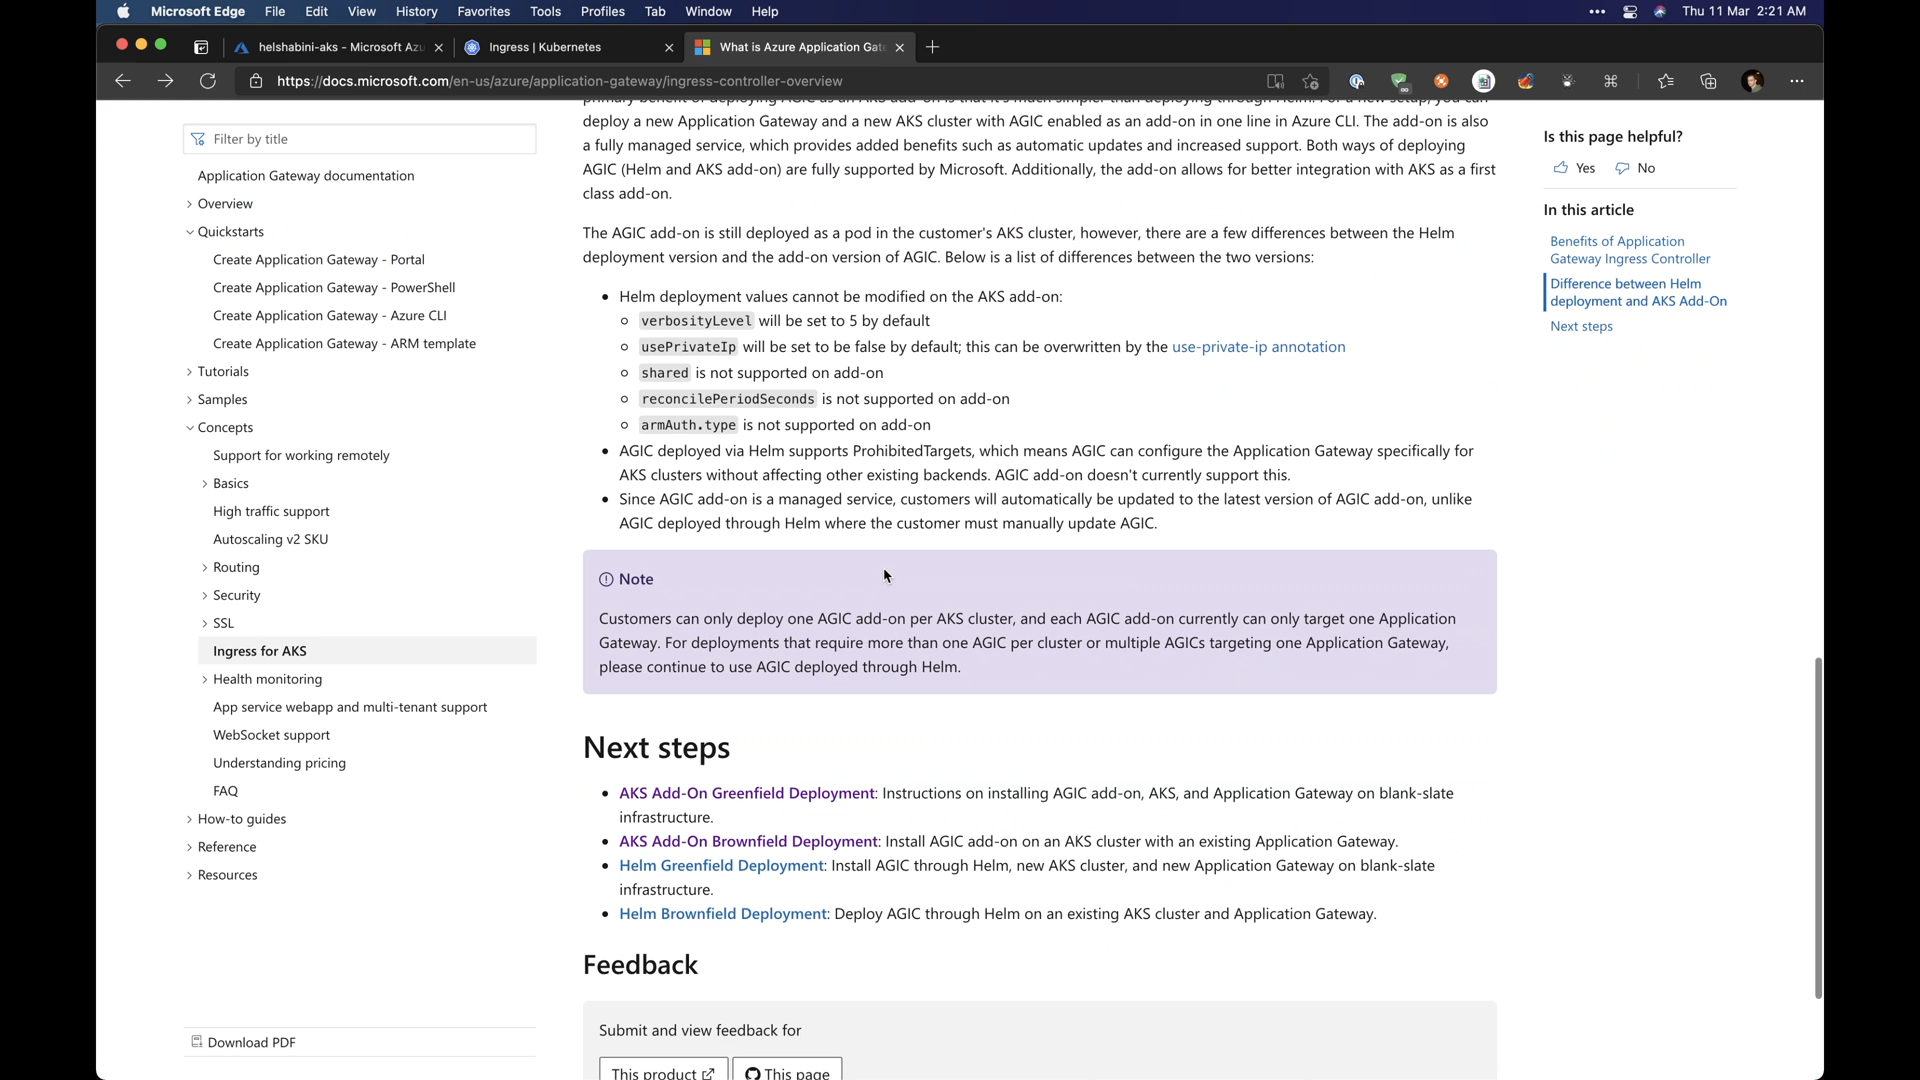 Microsoft Edge File Edit View History Favorites Tools Profiles Tab Window Help
Thu 11 Mar 2:21 AM
helshabini-aks - Microsoft Azu
Ingress | Kubernetes
What is Azure Application Gate
https://docs.microsoft.com/en-us/azure/application-gateway/ingress-controller-overview
Filter by title
Application Gateway documentation
Overview
Quickstarts
Create Application Gateway - Portal
Create Application Gateway - PowerShell
Create Application Gateway - Azure CLI
Create Application Gateway - ARM template
Tutorials
Samples
Concepts
Support for working remotely
Basics
High traffic support
Autoscaling v2 SKU
Routing
Security
SSL
Ingress for AKS
Health monitoring
App service webapp and multi-tenant support
WebSocket support
Understanding pricing
FAQ
How-to guides
Reference
Resources
Download PDF
primary benefit of deploying AGIC as an AKS add-on is that it's much simpler than deploying through Helm. For a new setup, you can
deploy a new Application Gateway and a new AKS cluster with AGIC enabled as an add-on in one line in Azure CLI. The add-on is also
a fully managed service, which provides added benefits such as automatic updates and increased support. Both ways of deploying
AGIC (Helm and AKS add-on) are fully supported by Microsoft. Additionally, the add-on allows for better integration with AKS as a first
class add-on.
The AGIC add-on is still deployed as a pod in the customer's AKS cluster, however, there are a few differences between the Helm
deployment version and the add-on version of AGIC. Below is a list of differences between the two versions:
Helm deployment values cannot be modified on the AKS add-on:
verbosityLevel will be set to 5 by default
usePrivateIp will be set to be false by default; this can be overwritten by the use-private-ip annotation
shared is not supported on add-on
reconcilePeriodSeconds is not supported on add-on
armAuth.type is not supported on add-on
AGIC deployed via Helm supports ProhibitedTargets, which means AGIC can configure the Application Gateway specifically for
AKS clusters without affecting other existing backends. AGIC add-on doesn't currently support this.
Since AGIC add-on is a managed service, customers will automatically be updated to the latest version of AGIC add-on, unlike
AGIC deployed through Helm where the customer must manually update AGIC.
Note
Customers can only deploy one AGIC add-on per AKS cluster, and each AGIC add-on currently can only target one Application
Gateway. For deployments that require more than one AGIC per cluster or multiple AGICs targeting one Application Gateway,
please continue to use AGIC deployed through Helm.
Next steps
AKS Add-On Greenfield Deployment: Instructions on installing AGIC add-on, AKS, and Application Gateway on blank-slate
infrastructure.
AKS Add-On Brownfield Deployment: Install AGIC add-on on an AKS cluster with an existing Application Gateway.
Helm Greenfield Deployment: Install AGIC through Helm, new AKS cluster, and new Application Gateway on blank-slate
infrastructure.
Helm Brownfield Deployment: Deploy AGIC through Helm on an existing AKS cluster and Application Gateway.
Feedback
Submit and view feedback for
This product
This page
Is this page helpful?
Yes No
In this article
Benefits of Application
Gateway Ingress Controller
Difference between Helm
deployment and AKS Add-On
Next steps